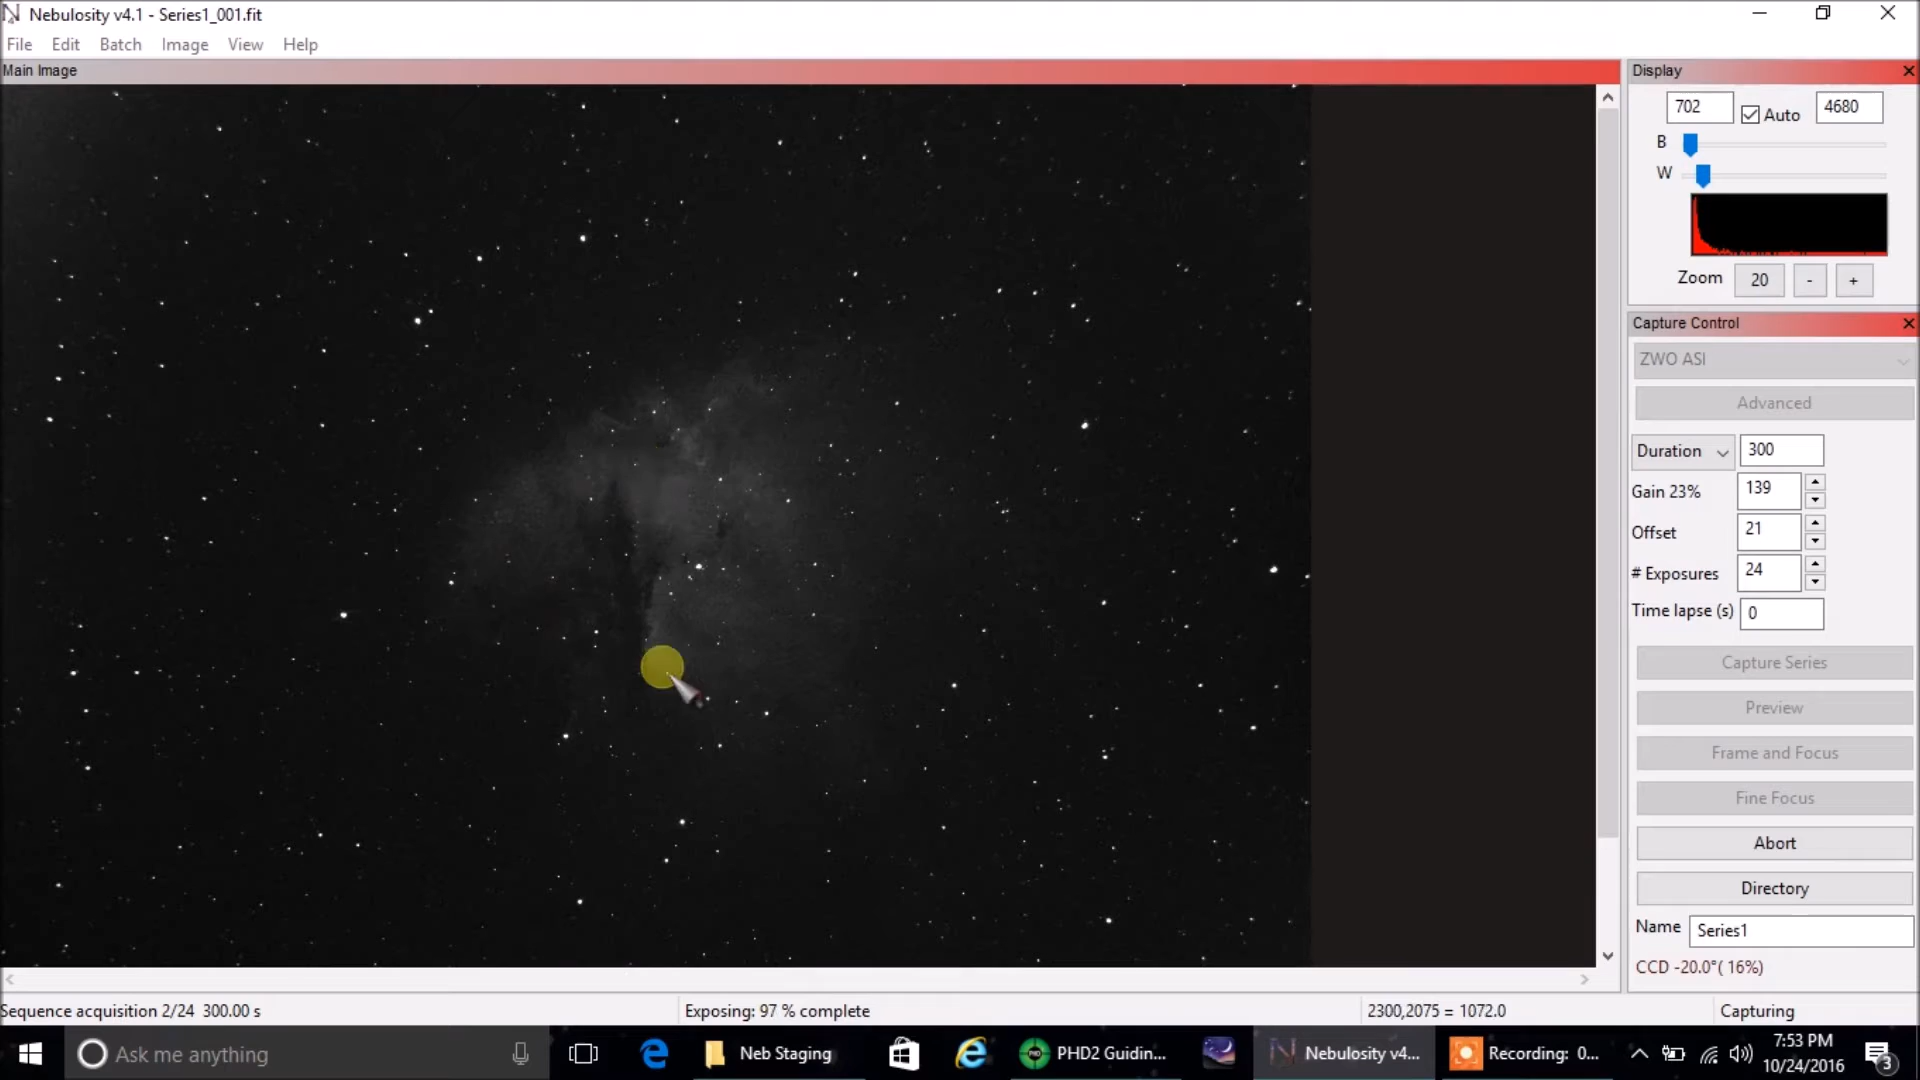 Nebulosity v4.1 - Series1_001.fit
File Edit Batch Image View Help
Main Image
Display
702 Auto 4680
B
W
Zoom 20 - +
Capture Control
ZWO ASI
Advanced
Duration 300
Gain 23% 139
Offset 21
# Exposures 24
Time lapse (s) 0
Capture Series
Preview
Frame and Focus
Fine Focus
Abort
Directory
Name Series1
CCD -20.0°( 16%)
Sequence acquisition 2/24 300.00 s Exposing: 97 % complete 2300,2075 = 1072.0 Capturing
Ask me anything Neb Staging PHD2 Guidin... Nebulosity v4... Recording: 0... 7:53 PM
10/24/2016 3